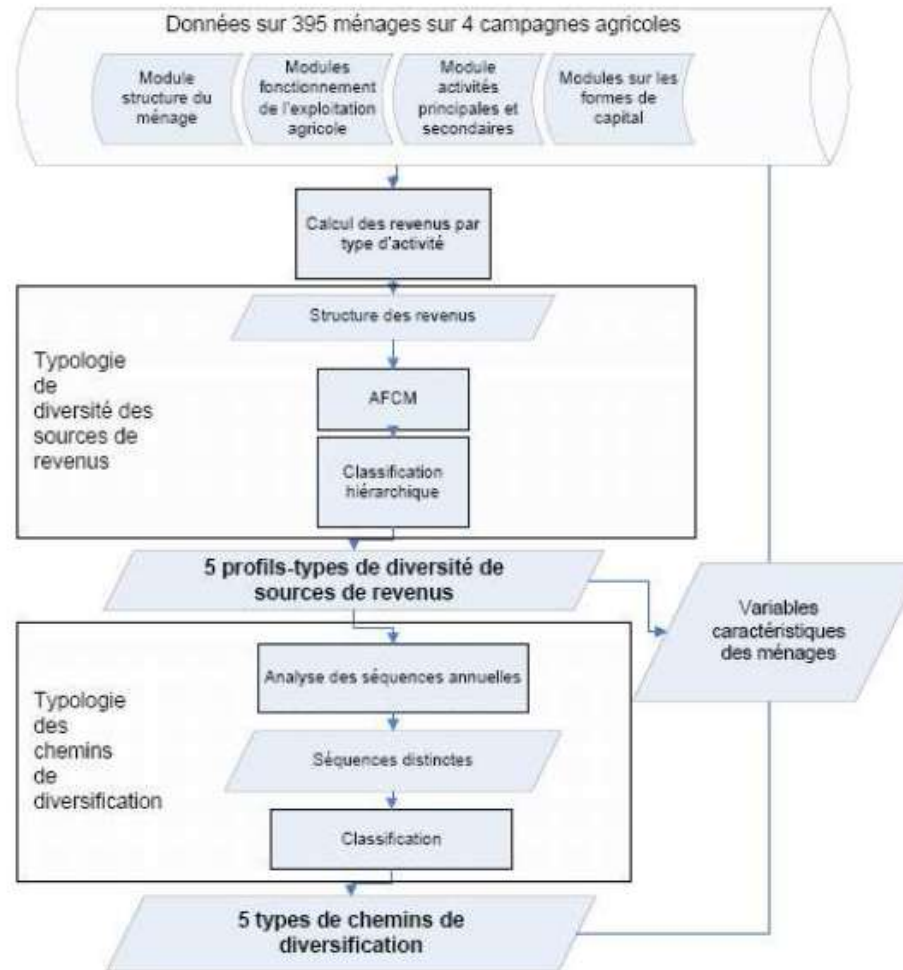 Données sur 395 ménages sur 4 campagnes agricoles
Module
structure du
ménage
Modules
fonctionnement
de l'exploitation
agricole
Module
activités
principales et
secondaires
Modules sur les
formes de
capital
Calcul des revenus par
type d'activité
Structure des revenus
Typologie
de
diversité des
sources de
revenus
AFCM
Classification
hiérarchique
5 profils-types de diversité de
sources de revenus
Variables
caractéristiques
des ménages
Analyse des séquences annuelles
Typologie
des
chemins
de
diversification
Séquences distinctes
Classification
5 types de chemins de
diversification